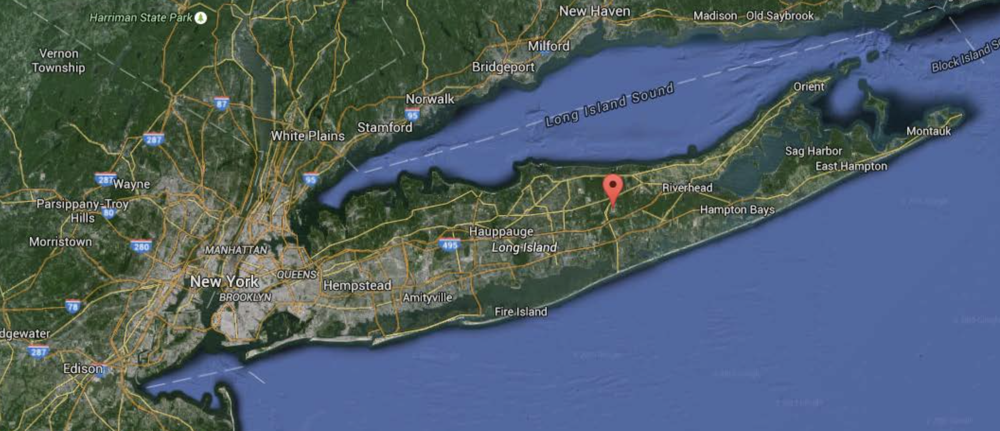 New Haven
Madison
Old Saybrook
Harriman State Park
Milford
Vernon
Township
Block Island S
Bridgeport
Orient
Norwalk
Long Island Sound
87
95
Stamford
White Plains
287
Montauk
Sag Harbor
East Hampton
287
95
Wayne
Riverhead
Parsippany-Troy
Hills
80
Hampton Bays
Hauppauge
Morristown
280
495
Long Island
MANHATTAN
QUEENS
New York
Hempstead
BROOKLYN
Amityville
78
Fire Island
dgewater
287
Edison